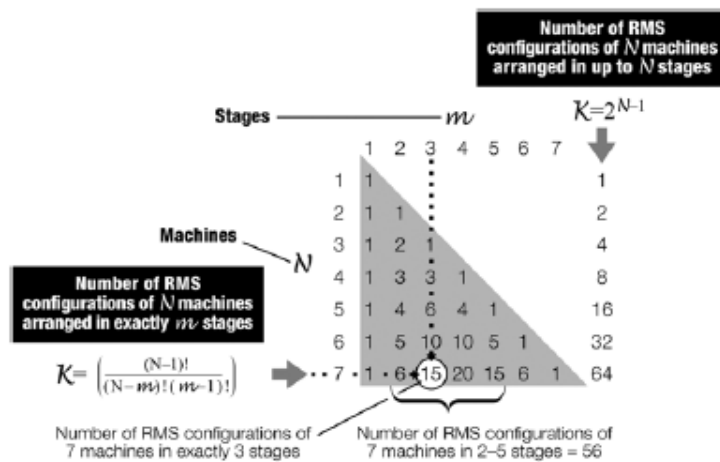 Number of RMS
configurations of N machines
arranged in up to N stages
Stages m K=2^{N-1}
1 2 3 4 5 6 7
1 1 1
2 1 1 2
Machines
N
3 1 2 1 4
Number of RMS
configurations of N machines
arranged in exactly m stages
4 1 3 3 1 8
5 1 4 6 4 1 16
6 1 5 10 10 5 1 32
K= ( (N-1)! / (N-m)!(m-1)! )
7 1 6 15 20 15 6 1 64
Number of RMS configurations of
7 machines in exactly 3 stages
Number of RMS configurations of
7 machines in 2–5 stages = 56